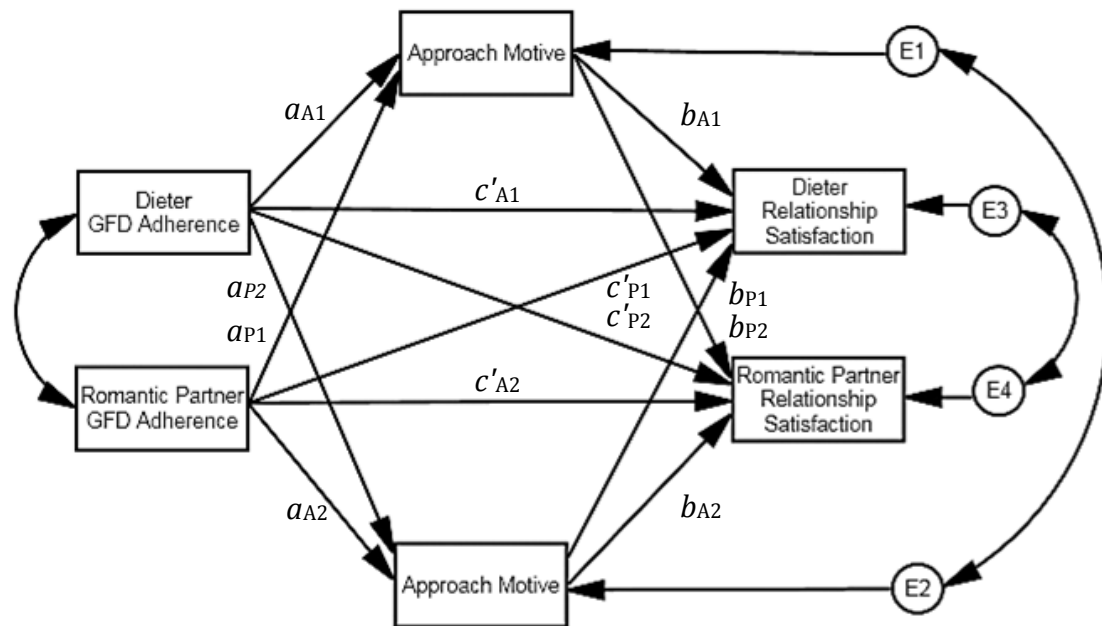 Approach Motive
E1
aA1
bA1
Dieter
GFD Adherence
c′A1
Dieter
Relationship
Satisfaction
E3
aP2
c′P1
bP1
aP1
c′P2
bP2
Romantic Partner
GFD Adherence
c′A2
Romantic Partner
Relationship
Satisfaction
E4
aA2
bA2
Approach Motive
E2